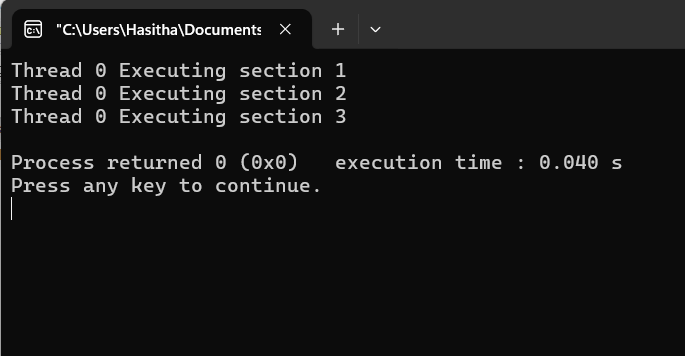 "C:\Users\Hasitha\Documents
Thread 0 Executing section 1
Thread 0 Executing section 2
Thread 0 Executing section 3
Process returned 0 (0x0)   execution time : 0.040 s
Press any key to continue.